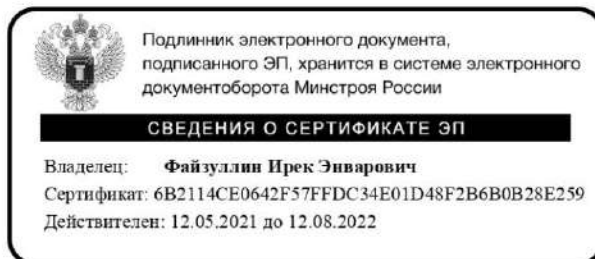 Подлинник электронного документа,
подписанного ЭП, хранится в системе электронного
документоборота Минстроя России
СВЕДЕНИЯ О СЕРТИФИКАТЕ ЭП
Владелец: Файзуллин Ирек Энварович
Сертификат: 6B2114CE0642F57FFDC34E01D48F2B6B0B28E259
Действителен: 12.05.2021 до 12.08.2022